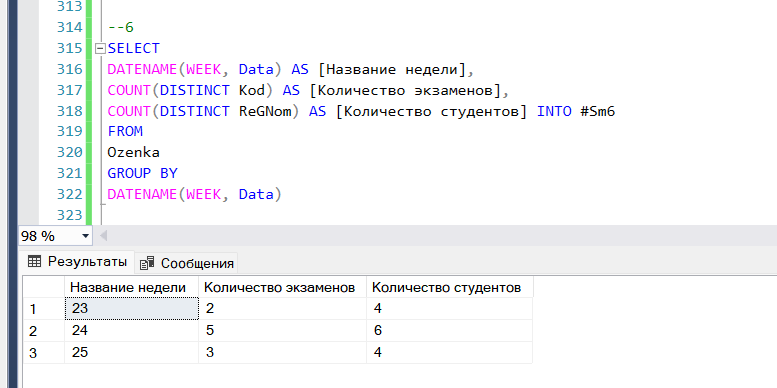 313
314 --6
315 SELECT
316 DATENAME(WEEK, Data) AS [Название недели],
317 COUNT(DISTINCT Kod) AS [Количество экзаменов],
318 COUNT(DISTINCT ReGNom) AS [Количество студентов] INTO #Sm6
319 FROM
320 Ozenka
321 GROUP BY
322 DATENAME(WEEK, Data)
323
98 %
Результаты Сообщения
Название недели Количество экзаменов Количество студентов
1 23 2 4
2 24 5 6
3 25 3 4